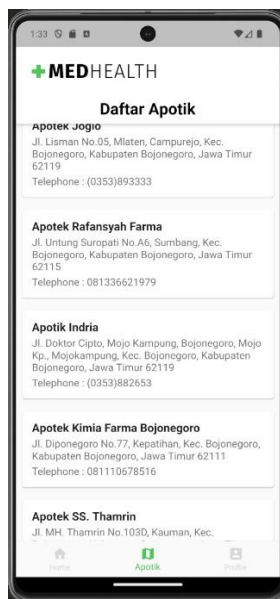 1:33
MEDHEALTH
Daftar Apotik
Apotek Joglo
Jl. Lisman No.05, Mlaten, Campurejo, Kec.
Bojonegoro, Kabupaten Bojonegoro, Jawa Timur
62119
Telephone : (0353)893333
Apotek Rafansyah Farma
Jl. Untung Suropati No.A6, Sumbang, Kec.
Bojonegoro, Kabupaten Bojonegoro, Jawa Timur
62115
Telephone : 081336621979
Apotik Indria
Jl. Doktor Cipto, Mojo Kampung, Bojonegoro, Mojo
Kp., Mojokampung, Kec. Bojonegoro, Kabupaten
Bojonegoro, Jawa Timur 62119
Telephone : (0353)882653
Apotek Kimia Farma Bojonegoro
Jl. Diponegoro No.77, Kepatihan, Kec. Bojonegoro,
Kabupaten Bojonegoro, Jawa Timur 62111
Telephone : 081110678516
Apotek SS. Thamrin
Jl. MH. Thamrin No.103D, Kauman, Kec.
Home
Apotik
Profile